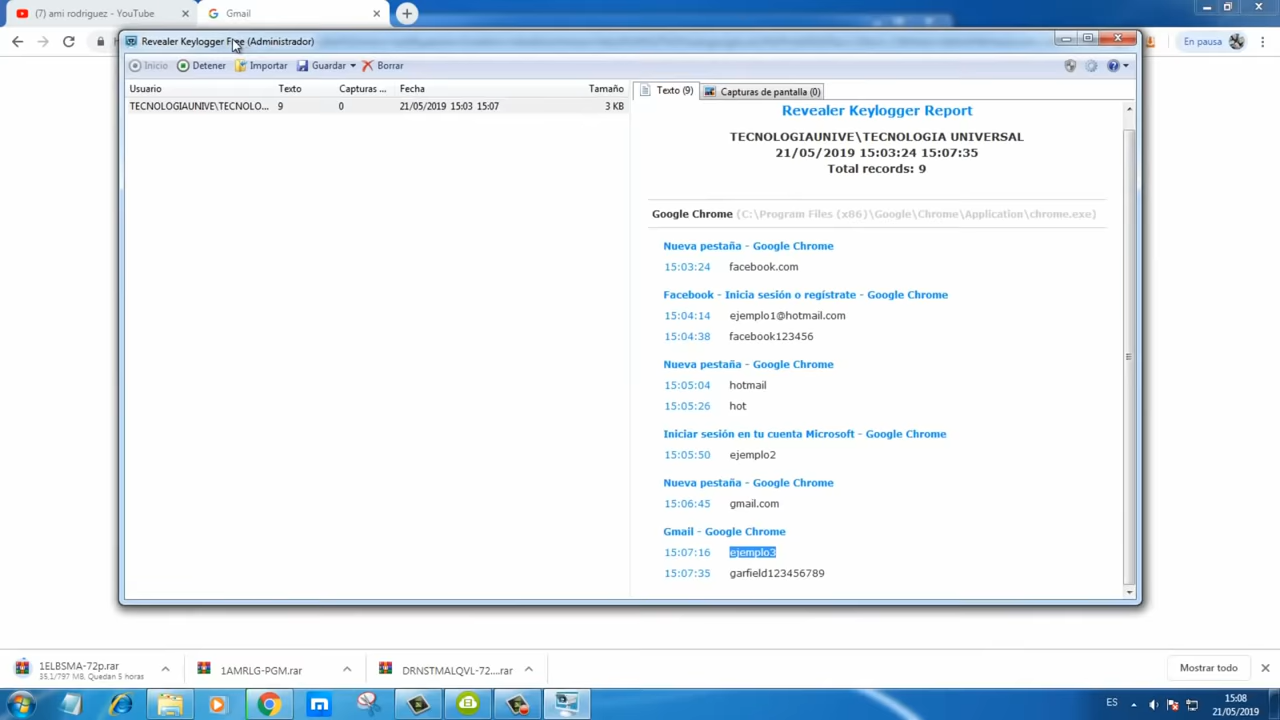 (7) ami rodriguez - YouTube
Gmail
En pausa
Revealer Keylogger Free (Administrador)
Inicio Detener Importar Guardar Borrar
Usuario Texto Capturas ... Fecha Tamaño
TECNOLOGIAUNIVE\TECNOLO... 9 0 21/05/2019 15:03 15:07 3 KB
Texto (9) Capturas de pantalla (0)
Revealer Keylogger Report
TECNOLOGIAUNIVE\TECNOLOGIA UNIVERSAL
21/05/2019 15:03:24 15:07:35
Total records: 9
Google Chrome (C:\Program Files (x86)\Google\Chrome\Application\chrome.exe)
Nueva pestaña - Google Chrome
15:03:24 facebook.com
Facebook - Inicia sesión o regístrate - Google Chrome
15:04:14 ejemplo1@hotmail.com
15:04:38 facebook123456
Nueva pestaña - Google Chrome
15:05:04 hotmail
15:05:26 hot
Iniciar sesión en tu cuenta Microsoft - Google Chrome
15:05:50 ejemplo2
Nueva pestaña - Google Chrome
15:06:45 gmail.com
Gmail - Google Chrome
15:07:16 ejemplo3
15:07:35 garfield123456789
1ELBSMA-72p.rar
35,1/797 MB, Quedan 5 horas
1AMRLG-PGM.rar
DRNSTMALQVL-72....rar
Mostrar todo
ES
15:08
21/05/2019